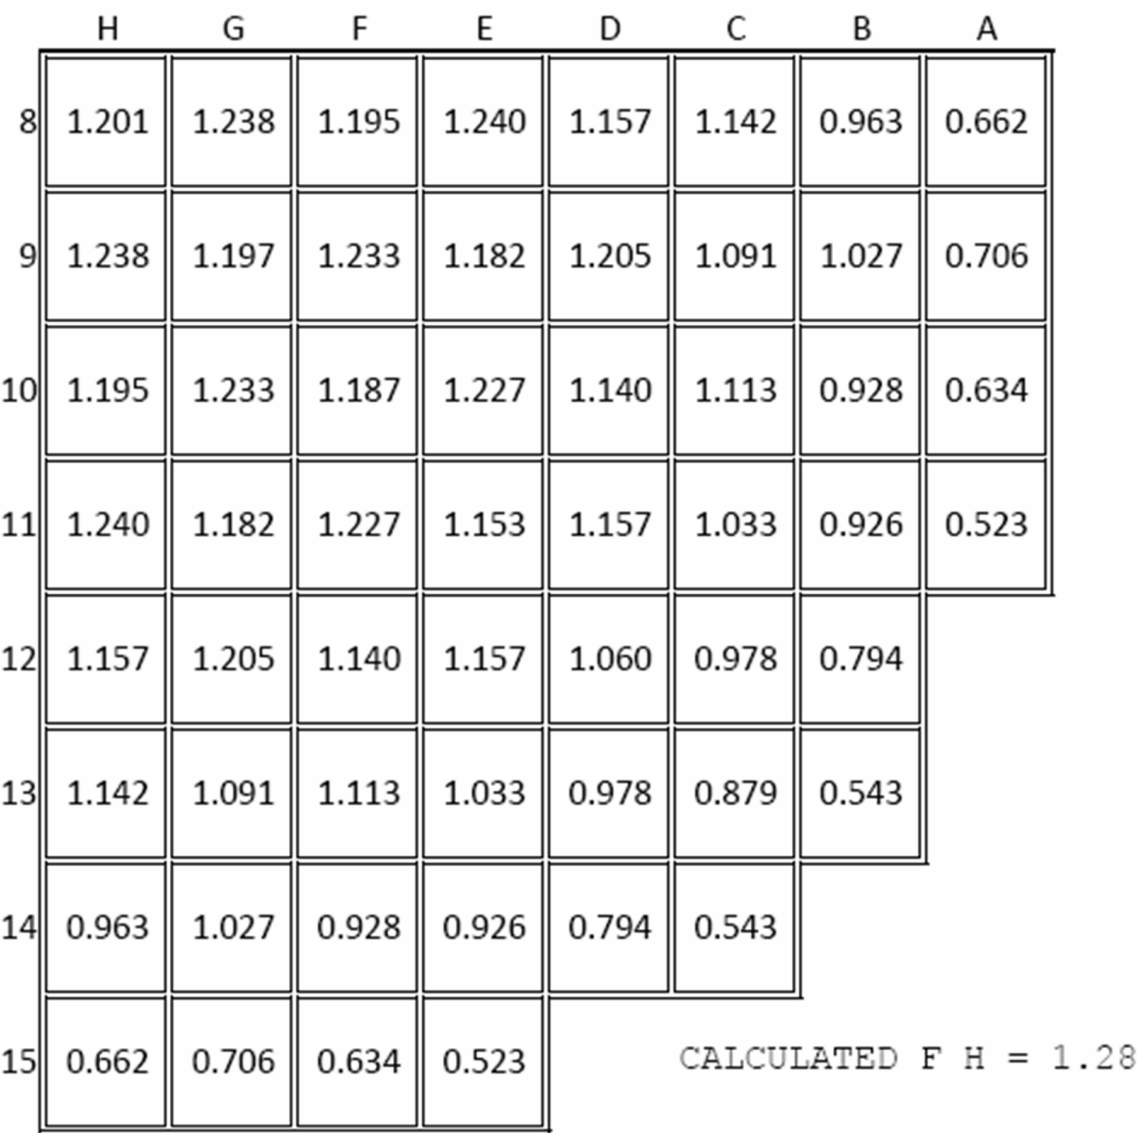 H G F E D C B A
8 1.201 1.238 1.195 1.240 1.157 1.142 0.963 0.662
9 1.238 1.197 1.233 1.182 1.205 1.091 1.027 0.706
10 1.195 1.233 1.187 1.227 1.140 1.113 0.928 0.634
11 1.240 1.182 1.227 1.153 1.157 1.033 0.926 0.523
12 1.157 1.205 1.140 1.157 1.060 0.978 0.794
13 1.142 1.091 1.113 1.033 0.978 0.879 0.543
14 0.963 1.027 0.928 0.926 0.794 0.543
15 0.662 0.706 0.634 0.523 CALCULATED F H = 1.28